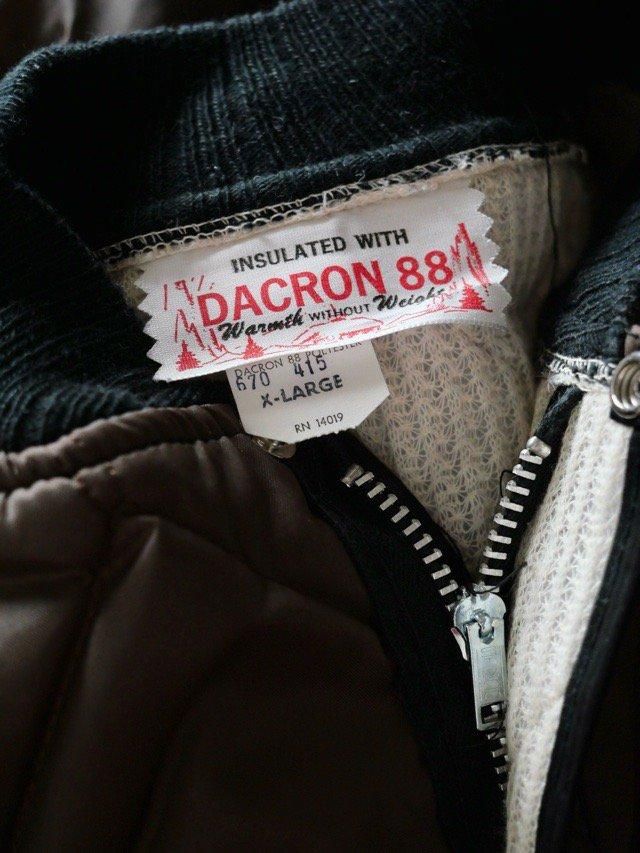 INSULATED WITH
DACRON 88
Warmth WITHOUT Weight
DACRON 88 POLYESTER
670 415
X-LARGE
RN 14019